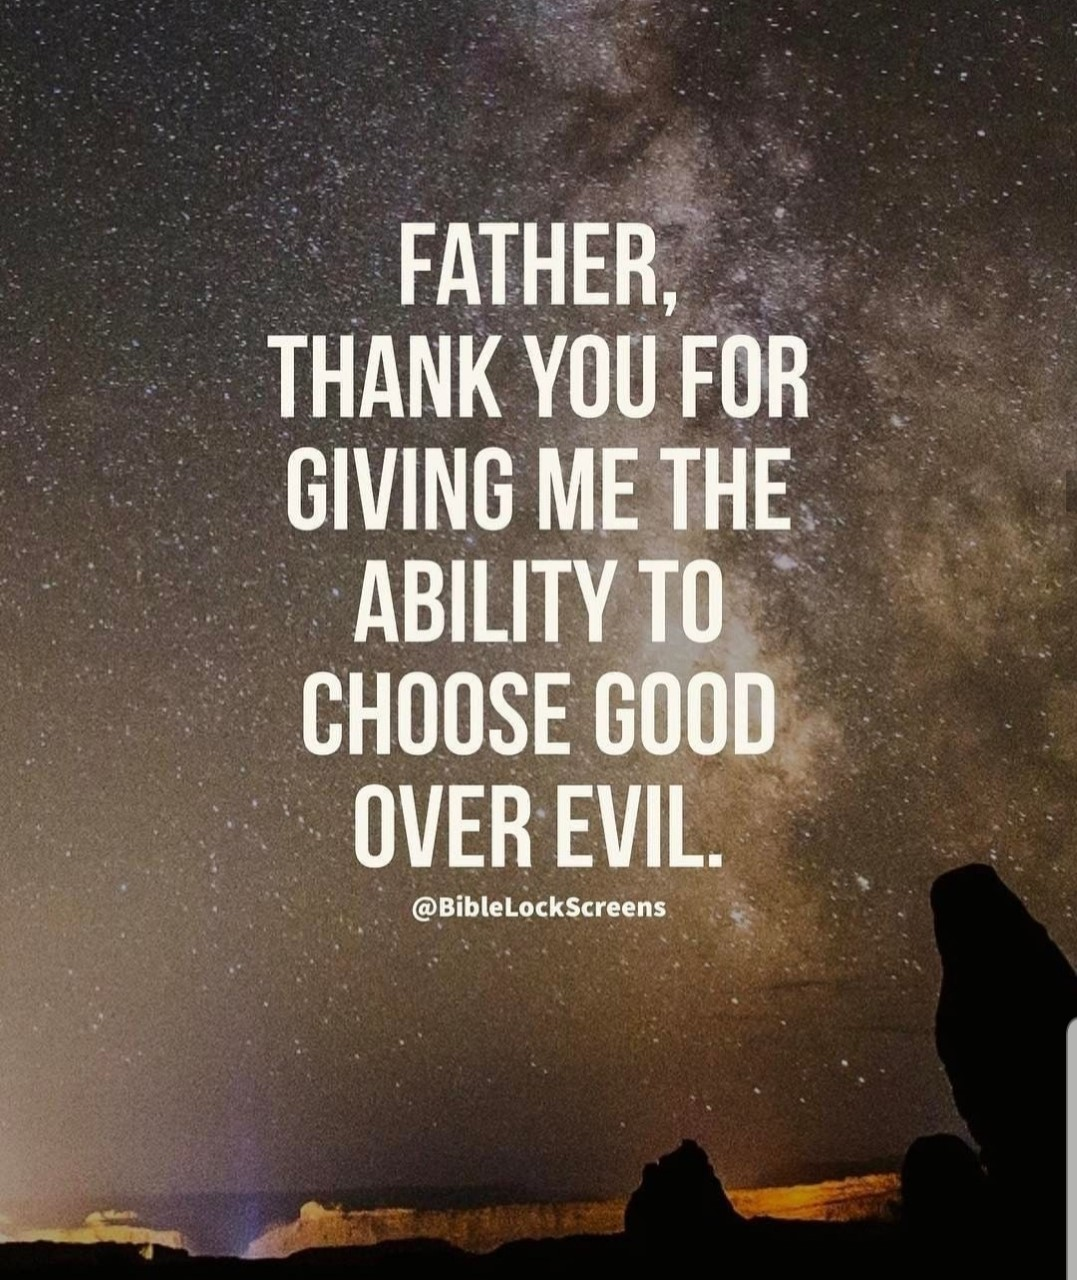 FATHER,
THANK YOU FOR
GIVING ME THE
ABILITY TO
CHOOSE GOOD
OVER EVIL.
@BibleLockScreens